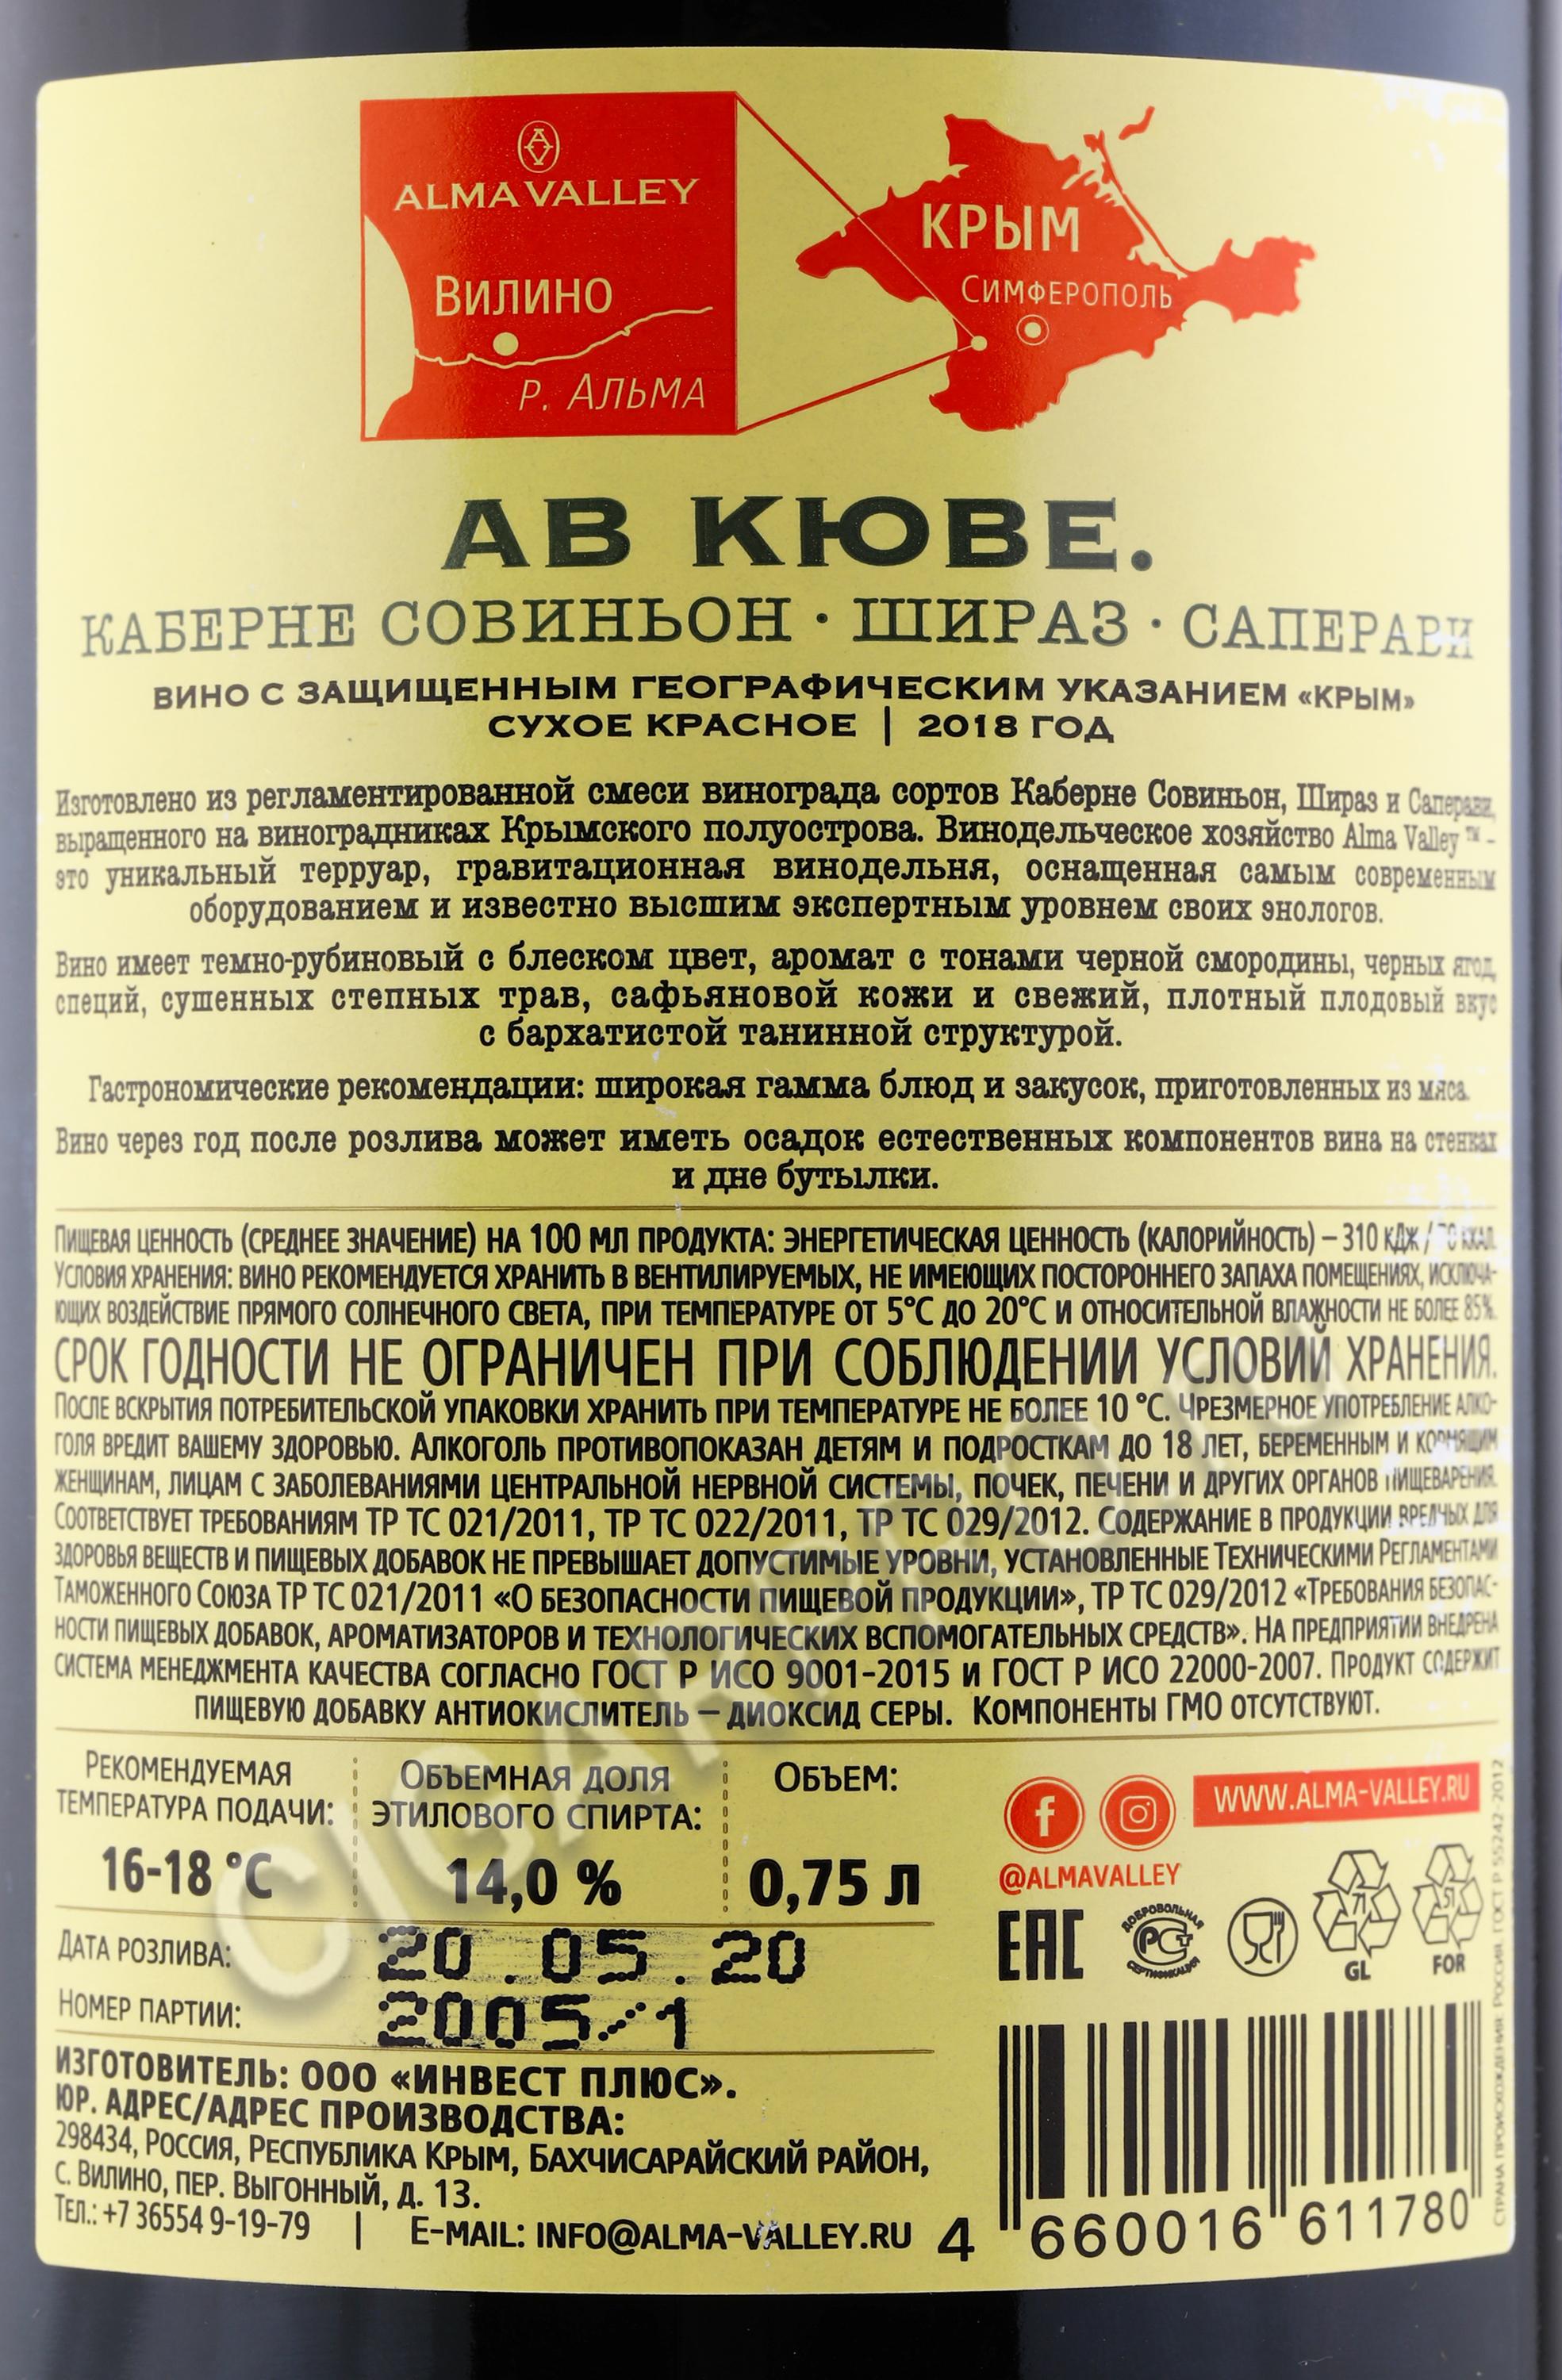 ALMA VALLEY
Вилино
р. Альма
КРЫМ
Симферополь
АВ КЮВЕ.
КАБЕРНЕ СОВИНЬОН · ШИРАЗ · САПЕРАВИ
ВИНО С ЗАЩИЩЕННЫМ ГЕОГРАФИЧЕСКИМ УКАЗАНИЕМ «КРЫМ»
СУХОЕ КРАСНОЕ | 2018 ГОД
Изготовлено из регламентированной смеси винограда сортов Каберне Совиньон, Шираз и Саперави,
выращенного на виноградниках Крымского полуострова. Винодельческое хозяйство Alma Valley ™ -
это уникальный терруар, гравитационная винодельня, оснащенная самым современным
оборудованием и известно высшим экспертным уровнем своих энологов.
Вино имеет темно-рубиновый с блеском цвет, аромат с тонами черной смородины, черных ягод,
специй, сушенных степных трав, сафьяновой кожи и свежий, плотный плодовый вкус
с бархатистой танинной структурой.
Гастрономические рекомендации: широкая гамма блюд и закусок, приготовленных из мяса.
Вино через год после розлива может иметь осадок естественных компонентов вина на стенках
и дне бутылки.
Пищевая ценность (среднее значение) на 100 мл продукта: энергетическая ценность (калорийность) – 310 кДж /
Условия хранения: вино рекомендуется хранить в вентилируемых, не имеющих постороннего запаха помещениях, исключа-
ющих воздействие прямого солнечного света, при температуре от 5°С до 20°С и относительной влажности не более 85%.
СРОК ГОДНОСТИ НЕ ОГРАНИЧЕН ПРИ СОБЛЮДЕНИИ УСЛОВИЙ ХРАНЕНИЯ.
После вскрытия потребительской упаковки хранить при температуре не более 10 °С. Чрезмерное употребление алко-
голя вредит вашему здоровью. Алкоголь противопоказан детям и подросткам до 18 лет, беременным и кормящим
женщинам, лицам с заболеваниями центральной нервной системы, почек, печени и других органов пищеварения.
Соответствует требованиям ТР ТС 021/2011, ТР ТС 022/2011, ТР ТС 029/2012. Содержание в продукции вредных для
здоровья веществ и пищевых добавок не превышает допустимые уровни, установленные Техническими Регламентами
Таможенного Союза ТР ТС 021/2011 «О безопасности пищевой продукции», ТР ТС 029/2012 «Требования безопас-
ности пищевых добавок, ароматизаторов и технологических вспомогательных средств». На предприятии внедрена
система менеджмента качества согласно ГОСТ Р ИСО 9001-2015 и ГОСТ Р ИСО 22000-2007. Продукт содержит
пищевую добавку антиокислитель – диоксид серы. Компоненты ГМО отсутствуют.
Рекомендуемая
температура подачи:
16-18 °С
Объемная доля
этилового спирта:
14,0 %
Объем:
0,75 л
WWW.ALMA-VALLEY.RU
@ALMAVALLEY
EAC
ДОБРОВОЛЬНАЯ
СЕРТИФИКАЦИЯ
71
GL
51
FOR
Дата розлива: 20.05.20
Номер партии: 2005/1
ИЗГОТОВИТЕЛЬ: ООО «ИНВЕСТ ПЛЮС».
ЮР. АДРЕС/АДРЕС ПРОИЗВОДСТВА:
298434, Россия, Республика Крым, Бахчисарайский район,
с. Вилино, пер. Выгонный, д. 13.
Тел.: +7 36554 9-19-79 | E-MAIL: INFO@ALMA-VALLEY.RU
4 660016 611780
СТРАНА ПРОИСХОЖДЕНИЯ: РОССИЯ. ГОСТ Р 55242-2012